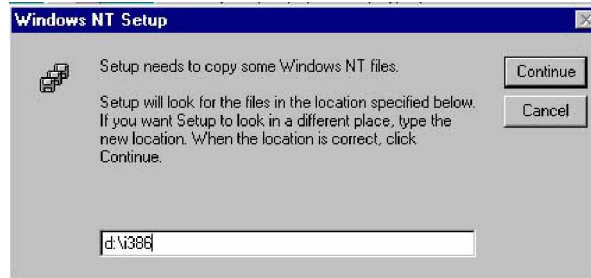 Windows NT Setup
Setup needs to copy some Windows NT files.
Continue
Setup will look for the files in the location specified below.
If you want Setup to look in a different place, type the
new location. When the location is correct, click
Continue.
Cancel
d:\i386